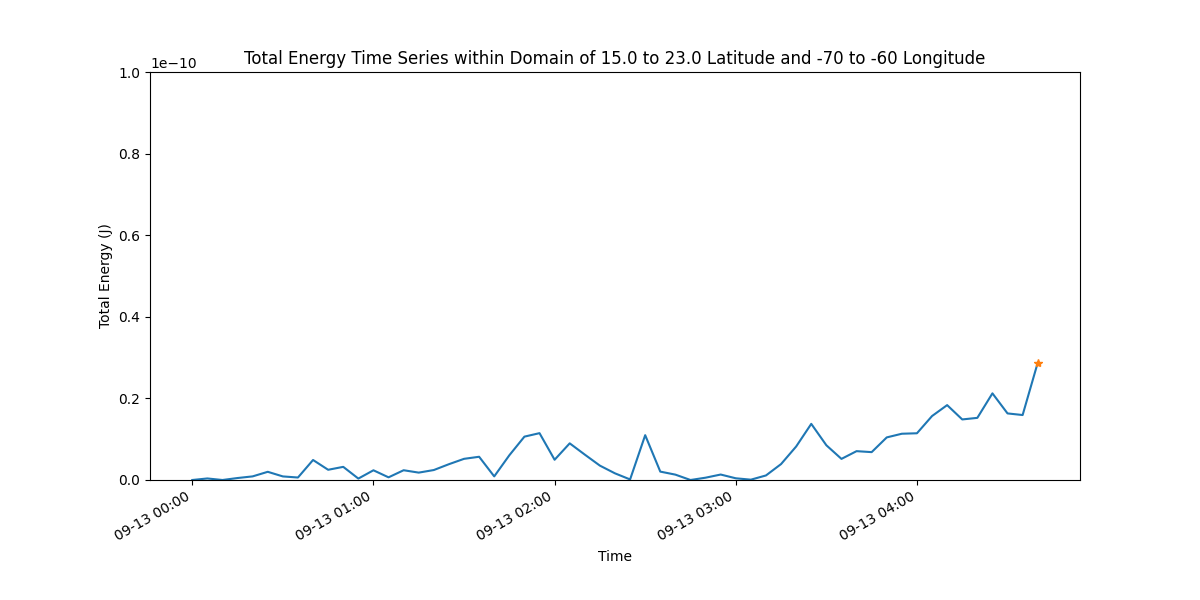 Total Energy Time Series within Domain of 15.0 to 23.0 Latitude and -70 to -60 Longitude
1e−10
1.0
0.8
0.6
0.4
0.2
0.0
Total Energy (J)
09-13 00:00
09-13 01:00
09-13 02:00
09-13 03:00
09-13 04:00
Time